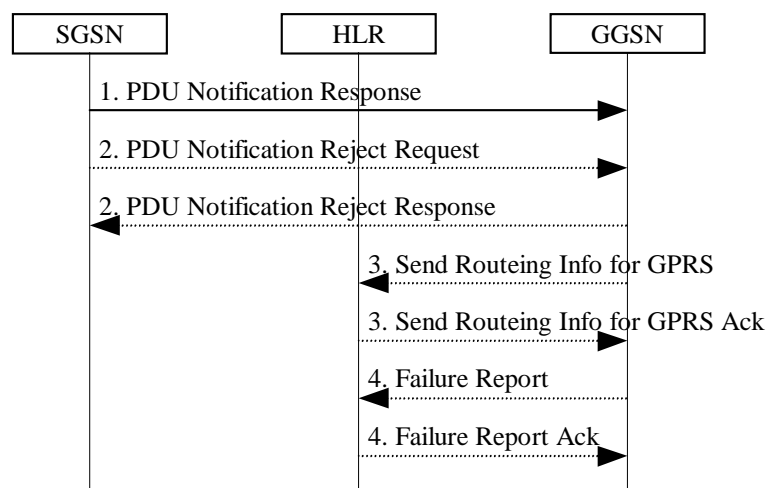 SGSN
HLR
GGSN
1. PDU Notification Response
2. PDU Notification Reject Request
2. PDU Notification Reject Response
3. Send Routeing Info for GPRS
3. Send Routeing Info for GPRS Ack
4. Failure Report
4. Failure Report Ack